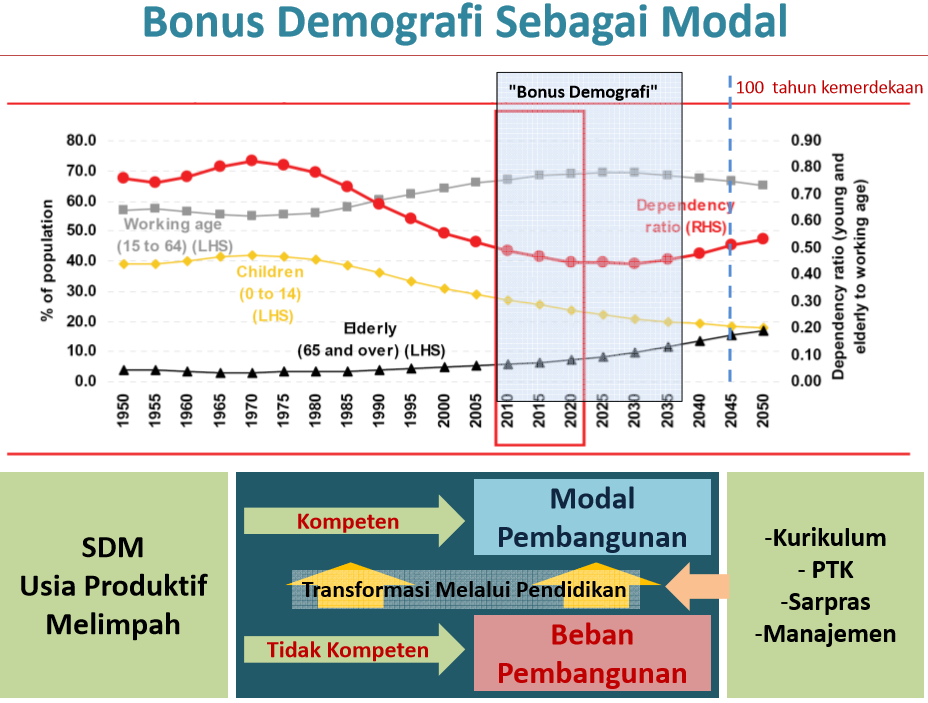 Bonus Demografi Sebagai Modal
"Bonus Demografi"
100 tahun kemerdekaan
80.0
70.0
60.0
50.0
40.0
30.0
20.0
10.0
0.0
% of population
Working age
(15 to 64) (LHS)
Children
(0 to 14)
(LHS)
Elderly
(65 and over) (LHS)
Dependency
ratio (RHS)
0.90
0.80
0.70
0.60
0.50
0.40
0.30
0.20
0.10
0.00
Dependency ratio (young and
elderly to working age)
1950
1955
1960
1965
1970
1975
1980
1985
1990
1995
2000
2005
2010
2015
2020
2025
2030
2035
2040
2045
2050
SDM
Usia Produktif
Melimpah
Kompeten
Modal
Pembangunan
Transformasi Melalui Pendidikan
Tidak Kompeten
Beban
Pembangunan
-Kurikulum
- PTK
-Sarpras
-Manajemen